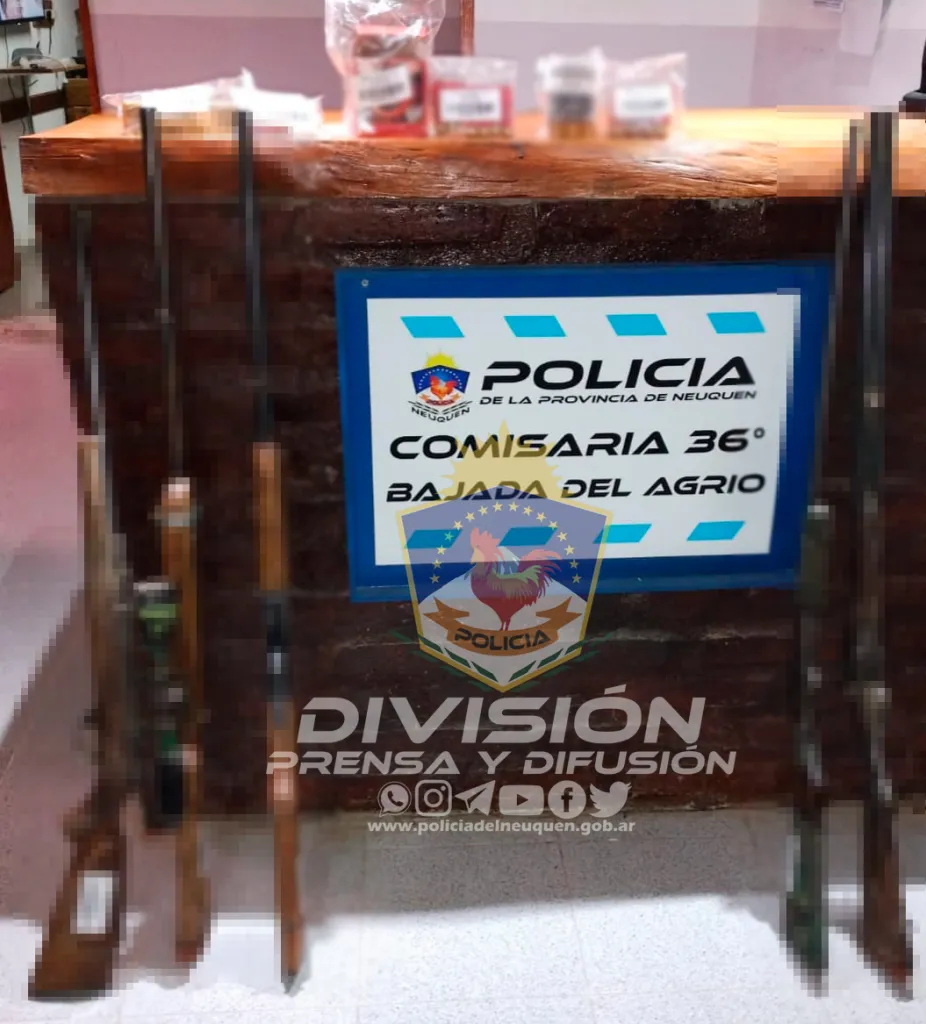 POLICIA
DE LA PROVINCIA DE NEUQUEN
POLICIA
NEUQUEN
COMISARIA 36°
BAJADA DEL AGRIO
POLICIA
DIVISIÓN
PRENSA Y DIFUSIÓN
www.policiadelneuquen.gob.ar